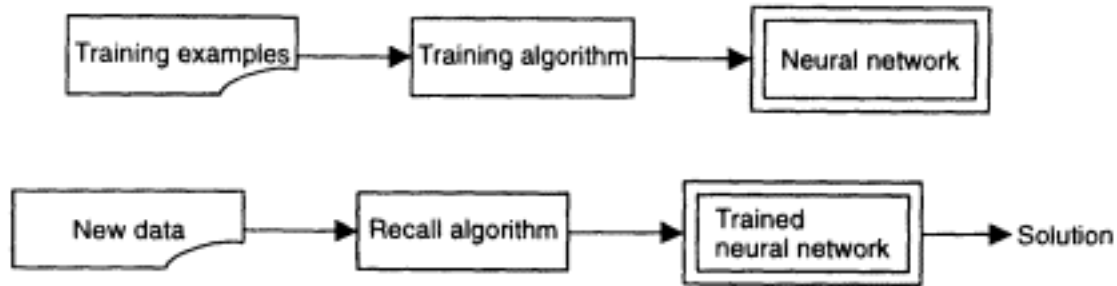 Training examples
Training algorithm
Neural network
New data
Recall algorithm
Trained
neural network
Solution